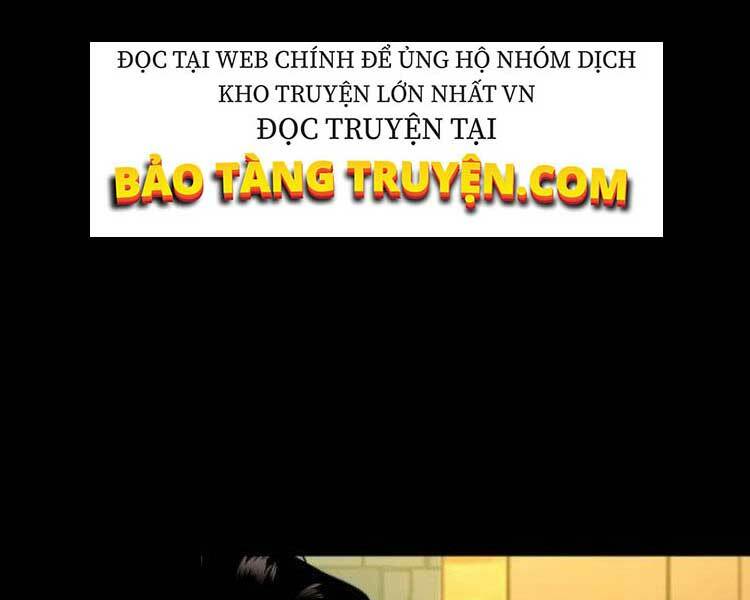 ĐỌC TẠI WEB CHÍNH ĐỂ ỦNG HỘ NHÓM DỊCH
KHO TRUYỆN LỚN NHẤT VN
ĐỌC TRUYỆN TẠI
BẢO TÀNG TRUYỆN.COM